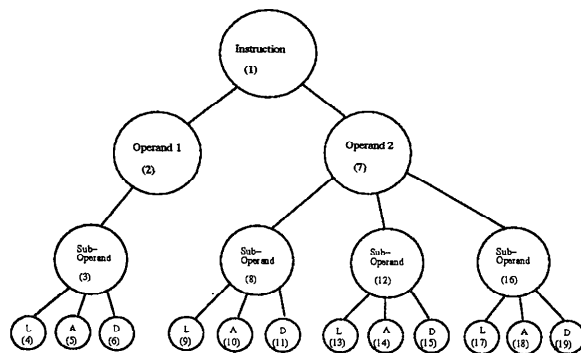 Instruction
(1)
Operand 1
(2)
Operand 2
(7)
Sub-
Operand
(3)
Sub-
Operand
(8)
Sub-
Operand
(12)
Sub-
Operand
(16)
L
(4)
A
(5)
D
(6)
L
(9)
A
(10)
D
(11)
L
(13)
A
(14)
D
(15)
L
(17)
A
(18)
D
(19)